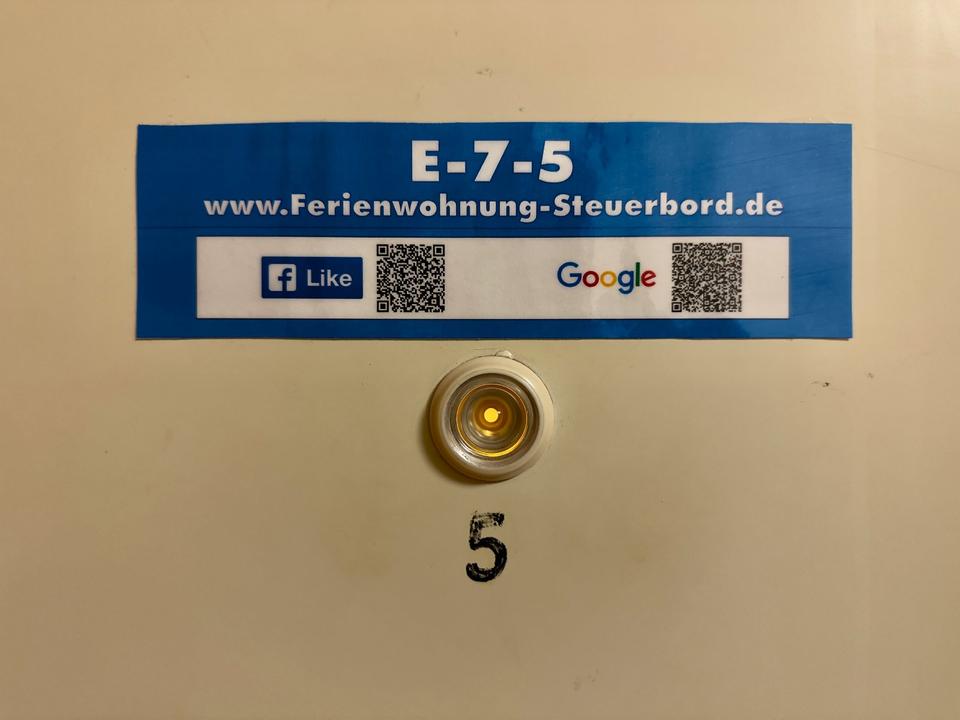 E-7-5
www.Ferienwohnung-Steuerbord.de
f Like Google
5